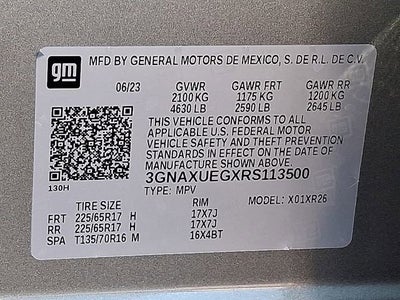 gm MFD BY GENERAL MOTORS DE MEXICO, S. DE R.L. DE C.V.
06/23 GVWR GAWR FRT GAWR RR
2100 KG 1175 KG 1200 KG
4630 LB 2590 LB 2645 LB
THIS VEHICLE CONFORMS TO ALL
APPLICABLE U.S. FEDERAL MOTOR
VEHICLE SAFETY AND THEFT PREVENTION
STANDARDS IN EFFECT ON THE DATE OF
MANUFACTURE SHOWN ABOVE.
3GNAXUEGXRS113500
130H TYPE: MPV
TIRE SIZE RIM MODEL: X01XR26
FRT 225/65R17 H 17X7J
RR 225/65R17 H 17X7J
SPA T135/70R16 M 16X4BT